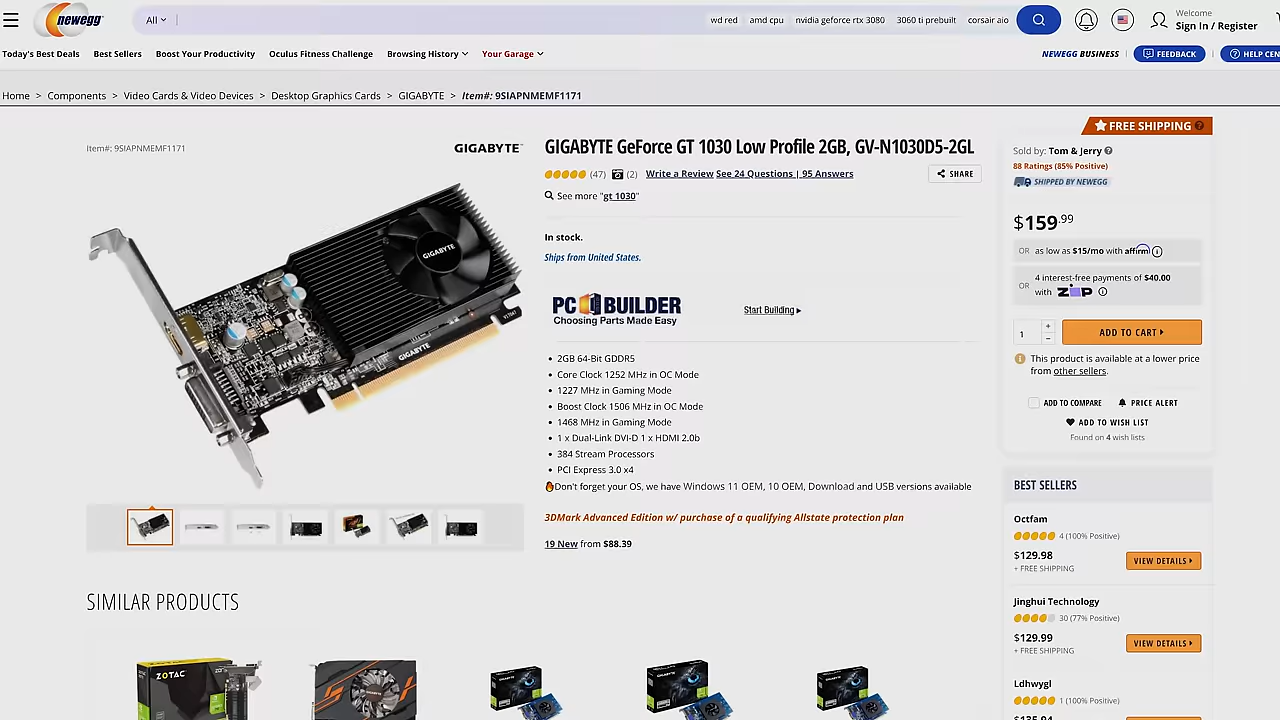 newegg
All
wd red amd cpu nvidia geforce rtx 3080 3060 ti prebuilt corsair aio
Welcome
Sign In / Register
Today's Best Deals Best Sellers Boost Your Productivity Oculus Fitness Challenge Browsing History Your Garage
NEWEGG BUSINESS FEEDBACK HELP CEN
Home > Components > Video Cards & Video Devices > Desktop Graphics Cards > GIGABYTE > Item#: 9SIAPNMEMF1171
Item#: 9SIAPNMEMF1171
GIGABYTE
GIGABYTE
GIGABYTE
GIGABYTE GeForce GT 1030 Low Profile 2GB, GV-N1030D5-2GL
(47) (2) Write a Review See 24 Questions | 95 Answers
SHARE
See more "gt 1030"
In stock.
Ships from United States.
PC BUILDER
Choosing Parts Made Easy
Start Building
• 2GB 64-Bit GDDR5
• Core Clock 1252 MHz in OC Mode
• 1227 MHz in Gaming Mode
• Boost Clock 1506 MHz in OC Mode
• 1468 MHz in Gaming Mode
• 1 x Dual-Link DVI-D 1 x HDMI 2.0b
• 384 Stream Processors
• PCI Express 3.0 x4
🔥Don't forget your OS, we have Windows 11 OEM, 10 OEM, Download and USB versions available
3DMark Advanced Edition w/ purchase of a qualifying Allstate protection plan
19 New from $88.39
FREE SHIPPING ?
Sold by: Tom & Jerry ?
88 Ratings (85% Positive)
SHIPPED BY NEWEGG
$159.99
OR as low as $15/mo with affirm
OR 4 interest-free payments of $40.00
with ZIP
1 + −
ADD TO CART
This product is available at a lower price
from other sellers.
ADD TO COMPARE PRICE ALERT
ADD TO WISH LIST
Found on 4 wish lists
BEST SELLERS
Octfam
4 (100% Positive)
$129.98
+ FREE SHIPPING
VIEW DETAILS
Jinghui Technology
30 (77% Positive)
$129.99
+ FREE SHIPPING
VIEW DETAILS
Ldhwygl
1 (100% Positive)
$135.94
SIMILAR PRODUCTS
ZOTAC
GIGABYTE